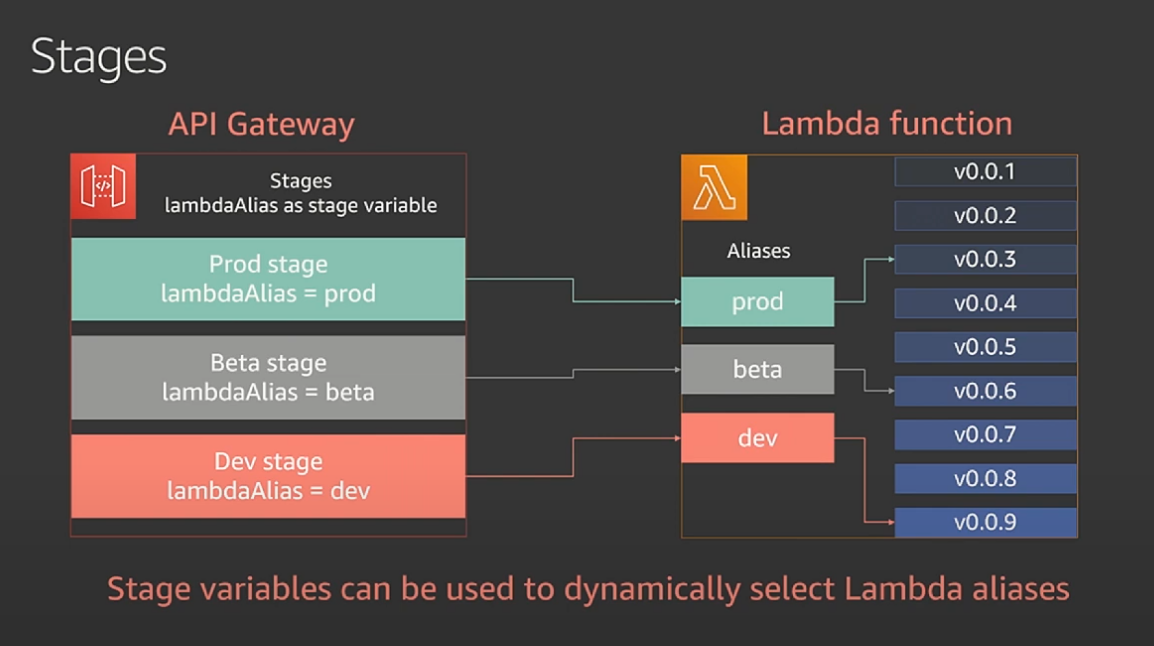 Stages
API Gateway
Stages
lambdaAlias as stage variable
Prod stage
lambdaAlias = prod
Beta stage
lambdaAlias = beta
Dev stage
lambdaAlias = dev
Lambda function
Aliases
prod
beta
dev
v0.0.1
v0.0.2
v0.0.3
v0.0.4
v0.0.5
v0.0.6
v0.0.7
v0.0.8
v0.0.9
Stage variables can be used to dynamically select Lambda aliases